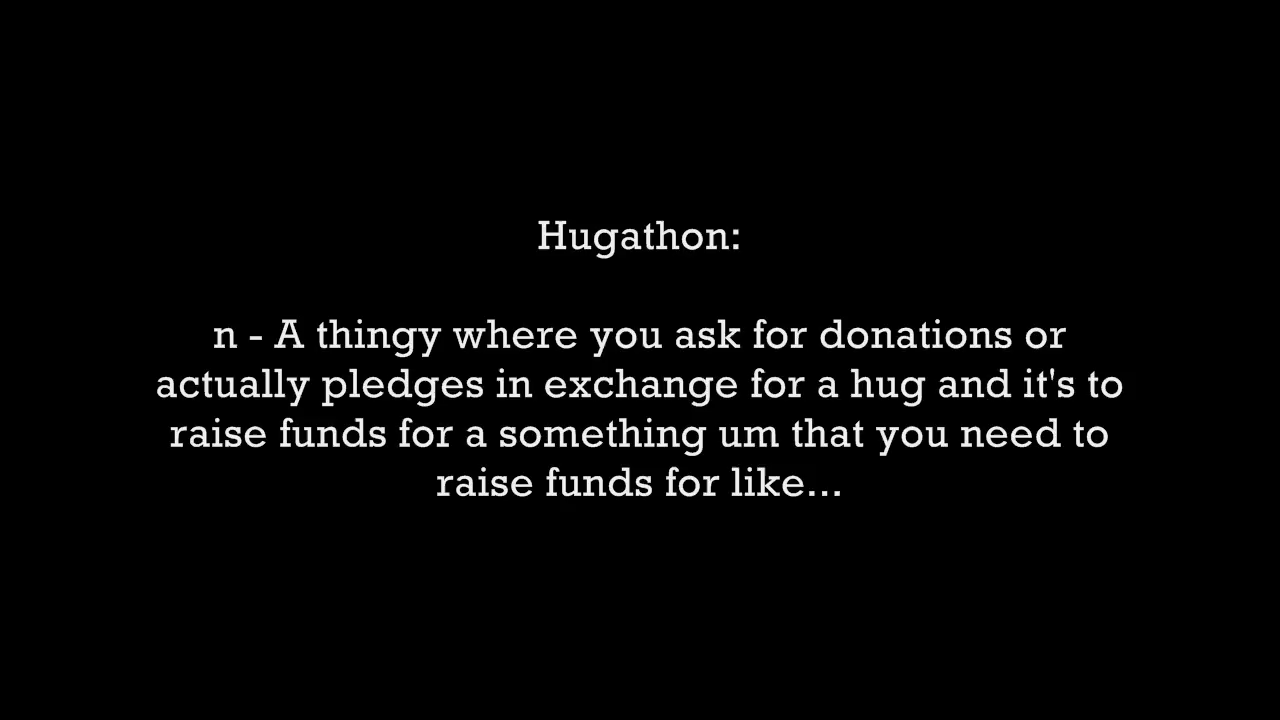 Hugathon:
n - A thingy where you ask for donations or
actually pledges in exchange for a hug and it's to
raise funds for a something um that you need to
raise funds for like...